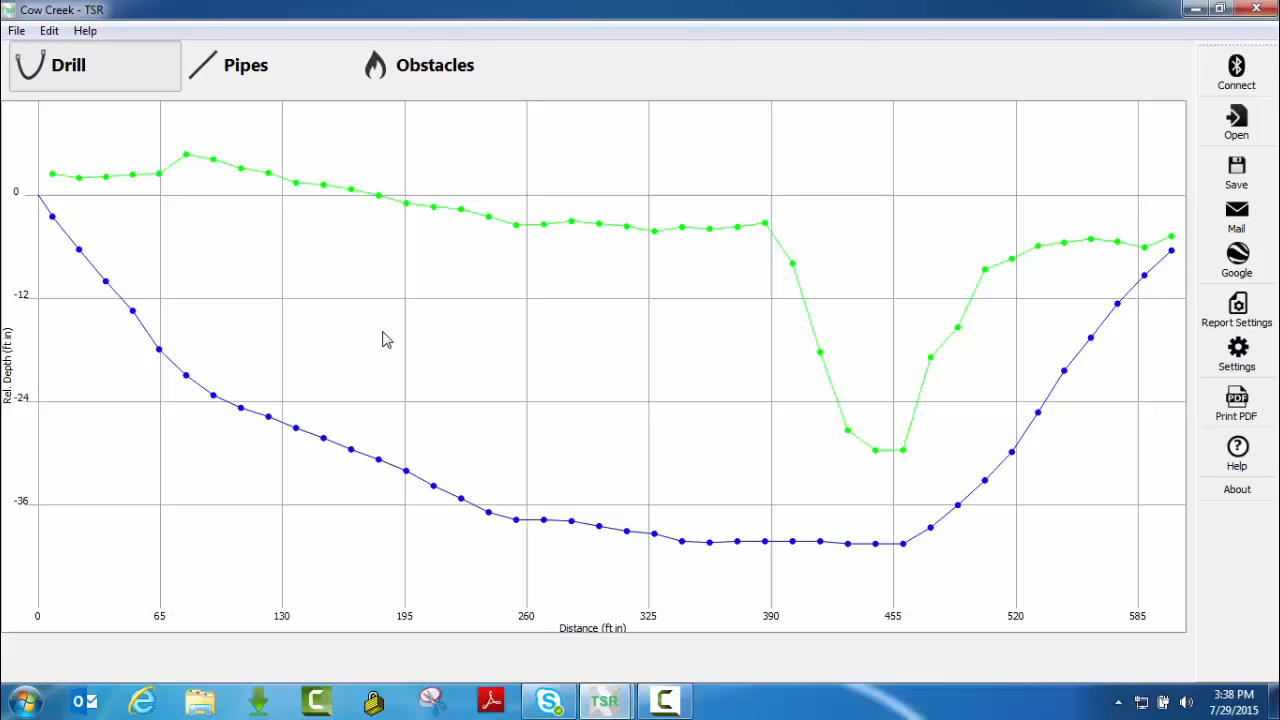 Cow Creek - TSR
File Edit Help
Drill Pipes Obstacles
Connect
Open
Save
Mail
Google
Report Settings
Settings
PDF
Print PDF
Help
About
0
-12
-24
-36
Rel. Depth (ft in)
0 65 130 195 260 325 390 455 520 585
Distance (ft in)
TSR
3:38 PM
7/29/2015